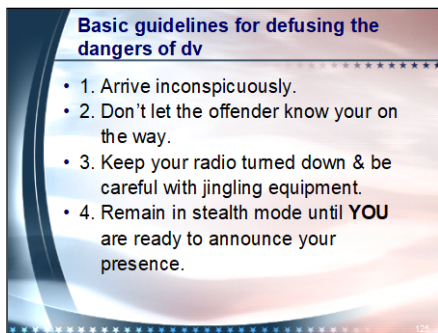 Basic guidelines for defusing the
dangers of dv
• 1. Arrive inconspicuously.
• 2. Don't let the offender know your on
the way.
• 3. Keep your radio turned down & be
careful with jingling equipment.
• 4. Remain in stealth mode until YOU
are ready to announce your
presence.
125